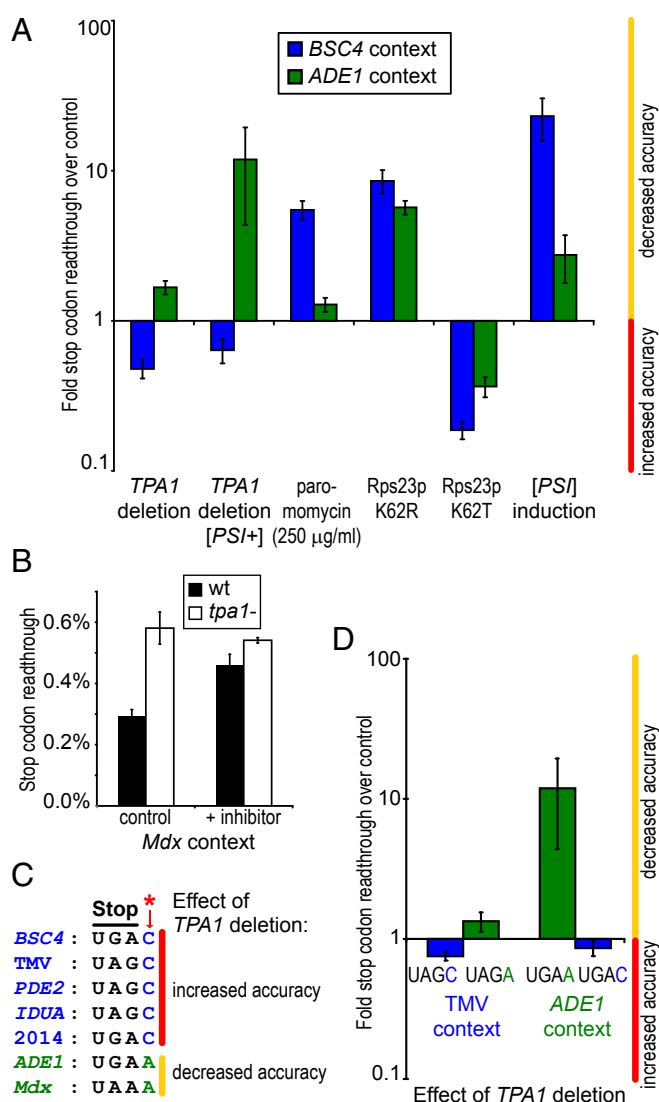 A
Fold stop codon readthrough over control
100
10
1
0.1
BSC4 context
ADE1 context
decreased accuracy
increased accuracy
TPA1 deletion
TPA1 deletion [PSI+]
paro-momycin (250 µg/ml)
Rps23p K62R
Rps23p K62T
[PSI] induction
B
Stop codon readthrough
0.6%
0.4%
0.2%
0.0%
wt
tpa1-
control
+ inhibitor
Mdx context
C
Stop
*
Effect of
TPA1 deletion:
BSC4 : UGAC
TMV : UAGC
PDE2 : UAGC
IDUA : UAGC
2014 : UGAC
ADE1 : UGAA
Mdx : UAAA
increased accuracy
decreased accuracy
D
Fold stop codon readthrough over control
100
10
1
0.1
UAGC UAGA UGAA UGAC
TMV context
ADE1 context
Effect of TPA1 deletion
decreased accuracy
increased accuracy